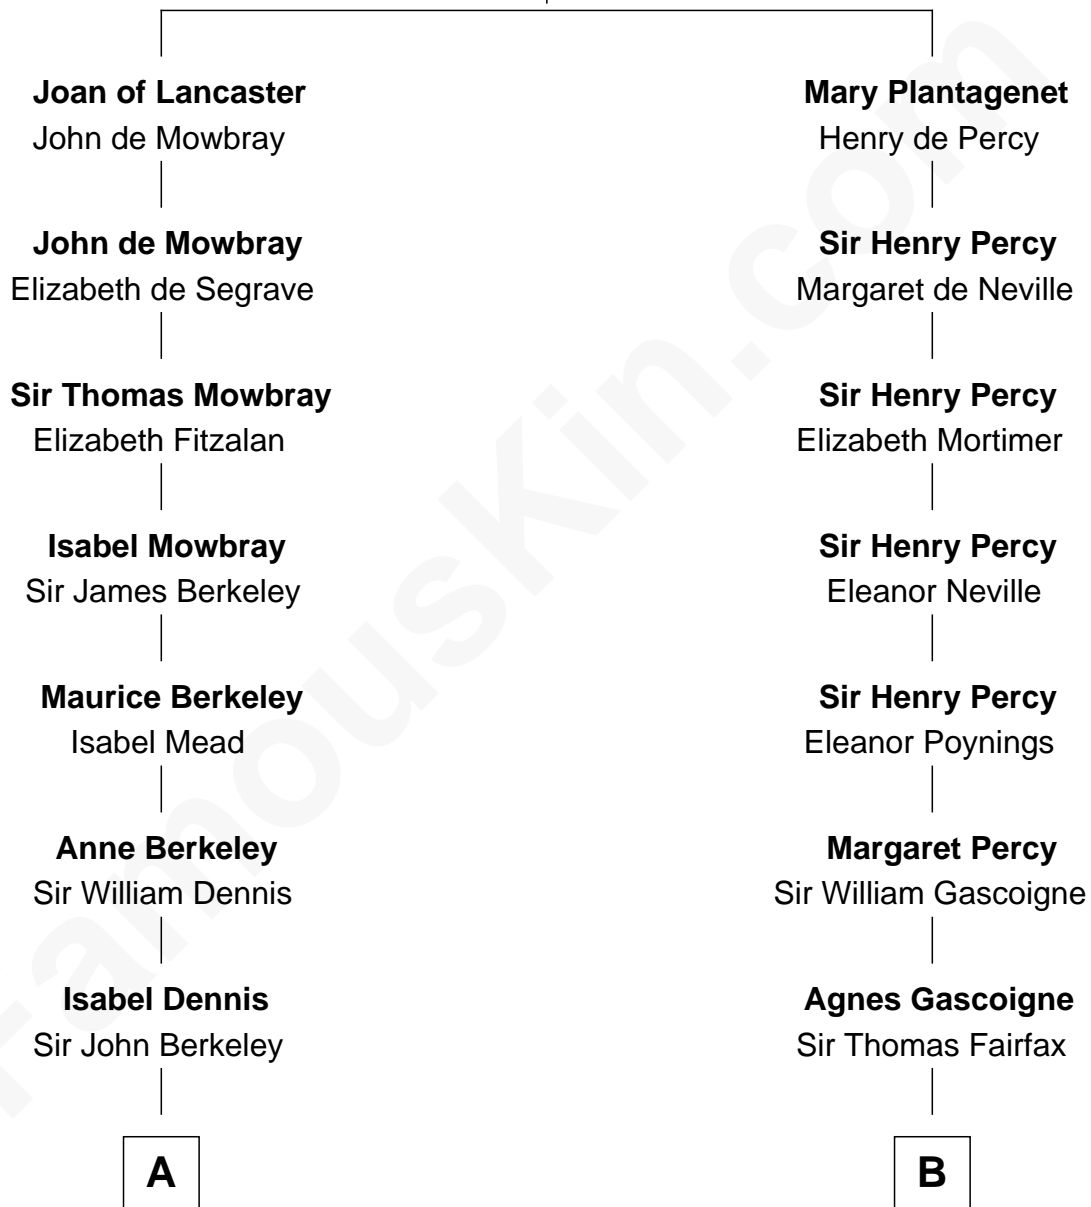 Joan of Lancaster
John de Mowbray
John de Mowbray
Elizabeth de Segrave
Sir Thomas Mowbray
Elizabeth Fitzalan
Isabel Mowbray
Sir James Berkeley
Maurice Berkeley
Isabel Mead
Anne Berkeley
Sir William Dennis
Isabel Dennis
Sir John Berkeley
A
Mary Plantagenet
Henry de Percy
Sir Henry Percy
Margaret de Neville
Sir Henry Percy
Elizabeth Mortimer
Sir Henry Percy
Eleanor Neville
Sir Henry Percy
Eleanor Poynings
Margaret Percy
Sir William Gascoigne
Agnes Gascoigne
Sir Thomas Fairfax
B
FamousKin.com